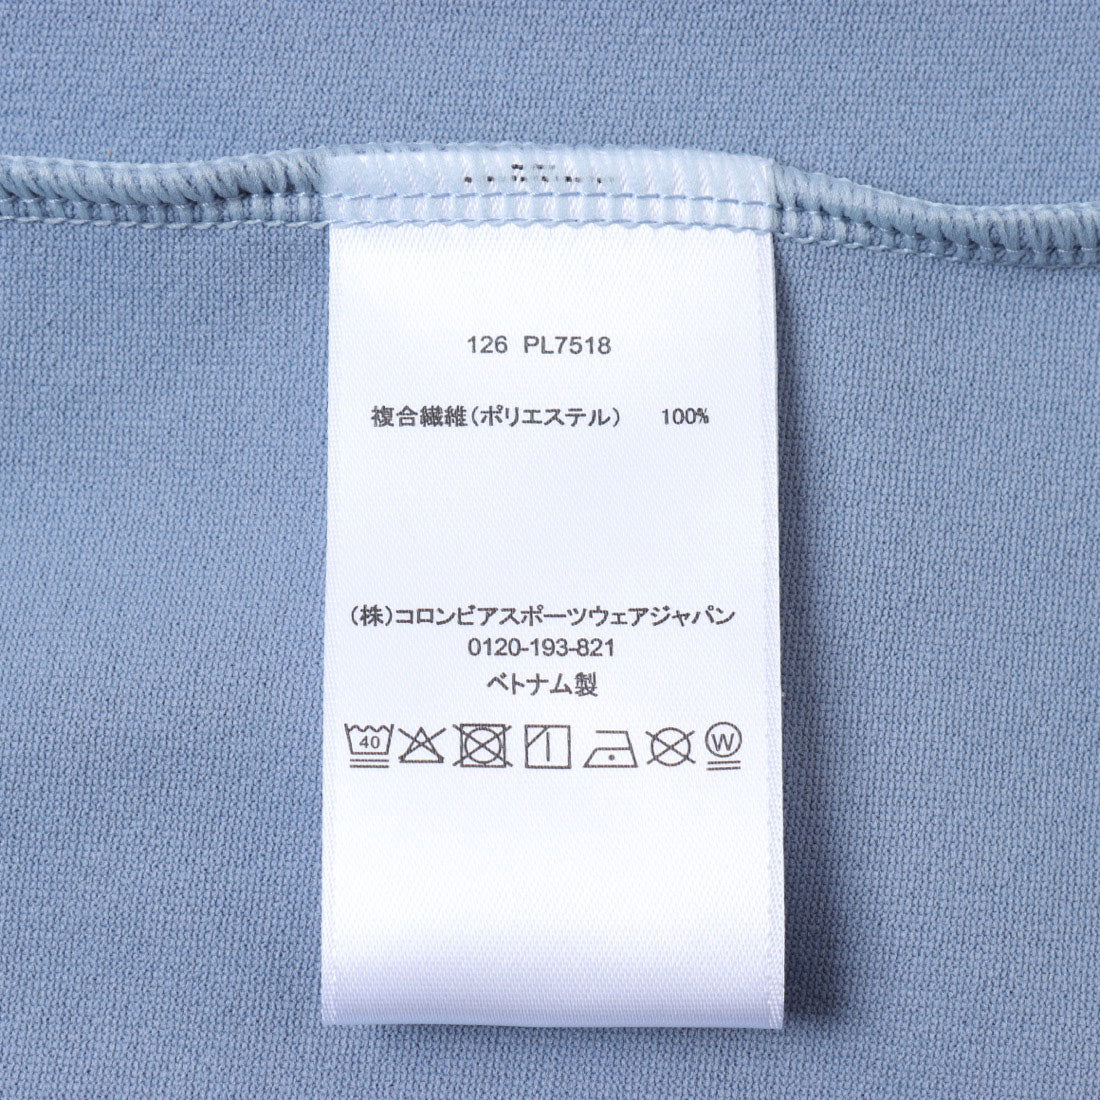 126 PL7518
複合繊維(ポリエステル) 100%
(株)コロンビアスポーツウェアジャパン
0120-193-821
ベトナム製
40 W